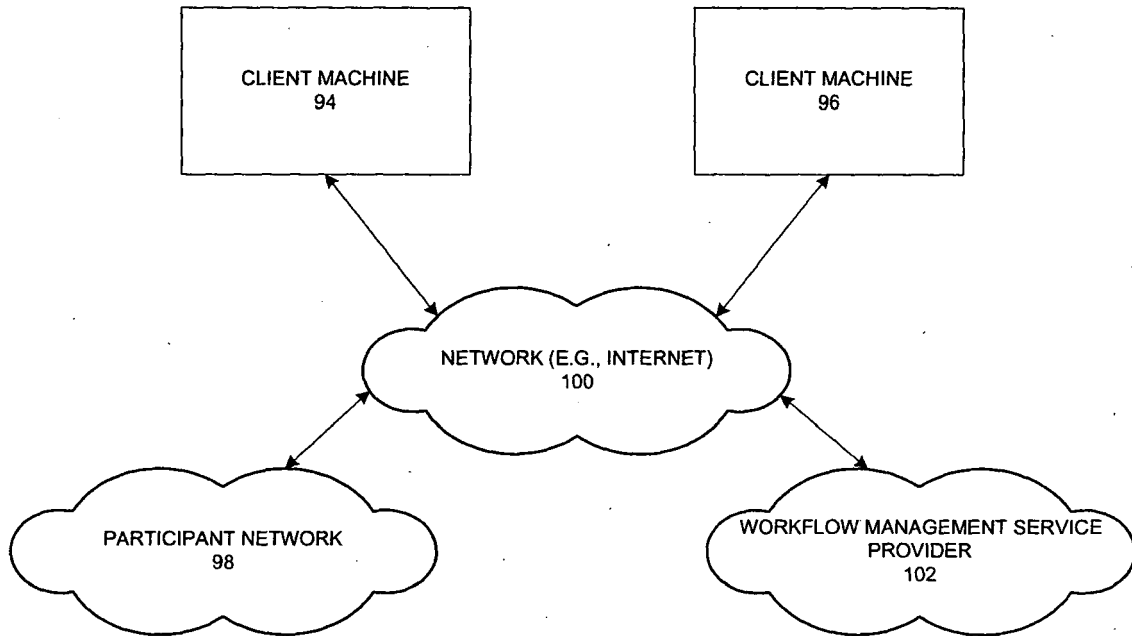 CLIENT MACHINE
94
CLIENT MACHINE
96
NETWORK (E.G., INTERNET)
100
PARTICIPANT NETWORK
98
WORKFLOW MANAGEMENT SERVICE
PROVIDER
102